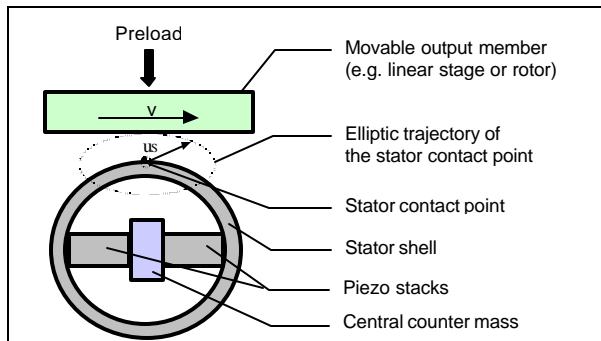 Preload
Movable output member
(e.g. linear stage or rotor)
v
Elliptic trajectory of
the stator contact point
us
Stator contact point
Stator shell
Piezo stacks
Central counter mass